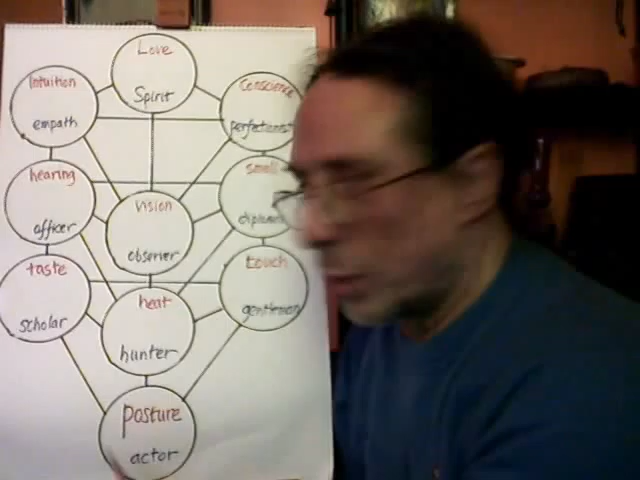 Love
Spirit
Intuition
empath
Conscience
perfectionist
hearing
officer
vision
observer
smell
taste
scholar
heat
hunter
touch
gentleman
posture
actor